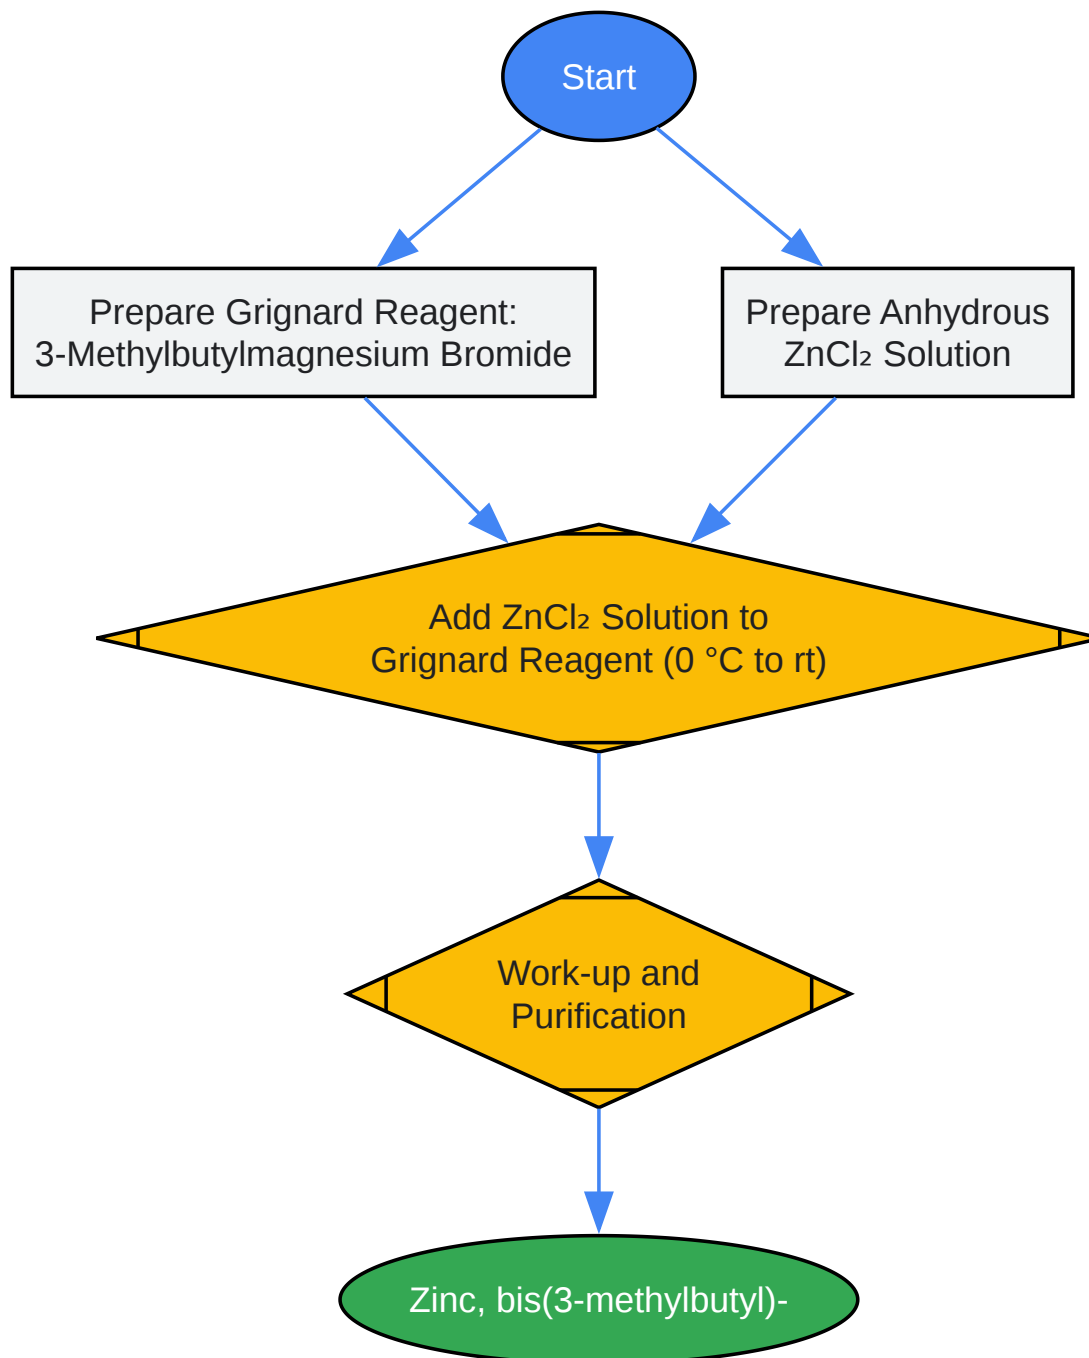 Start
Prepare Grignard Reagent:
3-Methylbutylmagnesium Bromide
Prepare Anhydrous
ZnCl₂ Solution
Add ZnCl₂ Solution to
Grignard Reagent (0 °C to rt)
Work-up and
Purification
Zinc, bis(3-methylbutyl)-